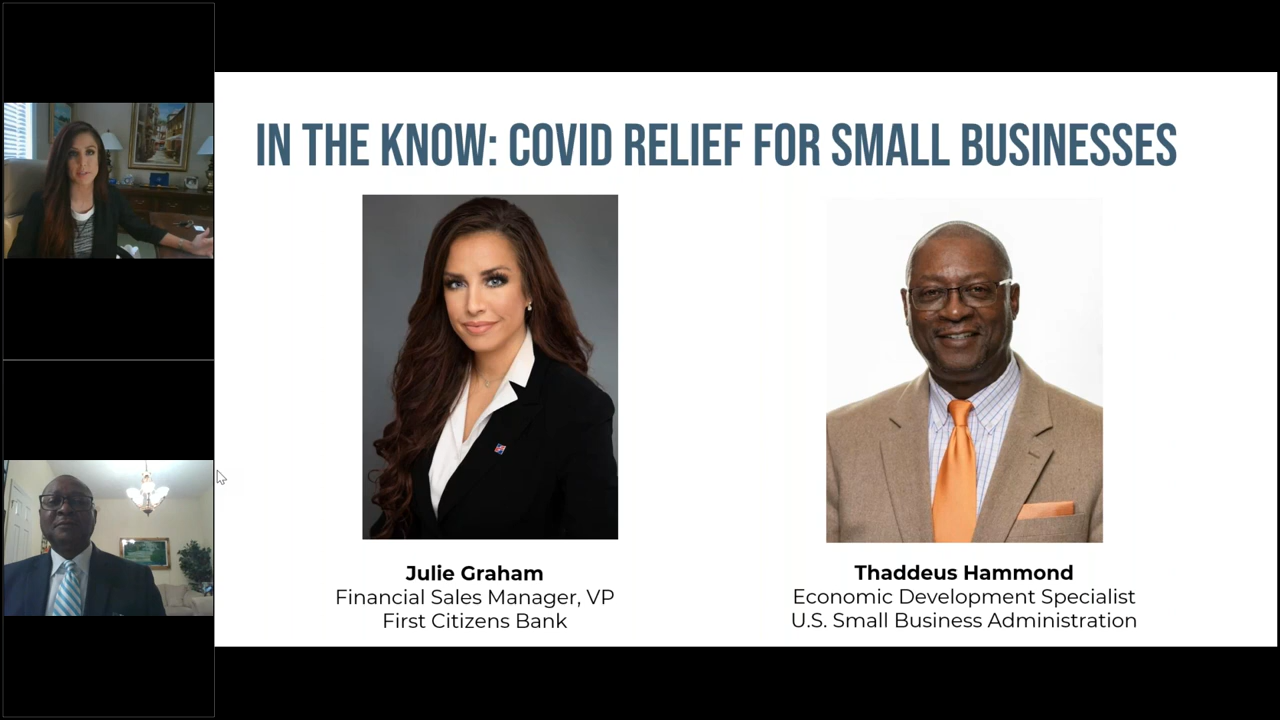 IN THE KNOW: COVID RELIEF FOR SMALL BUSINESSES
Julie Graham
Financial Sales Manager, VP
First Citizens Bank
Thaddeus Hammond
Economic Development Specialist
U.S. Small Business Administration